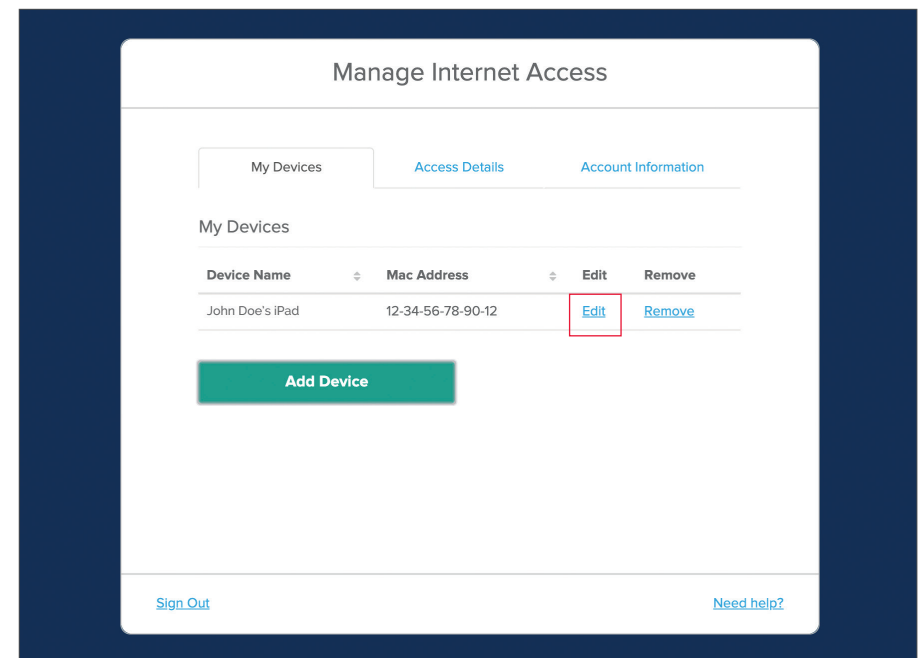 Manage Internet Access
My Devices Access Details Account Information
My Devices
Device Name Mac Address Edit Remove
John Doe's iPad 12-34-56-78-90-12 Edit Remove
Add Device
Sign Out Need help?